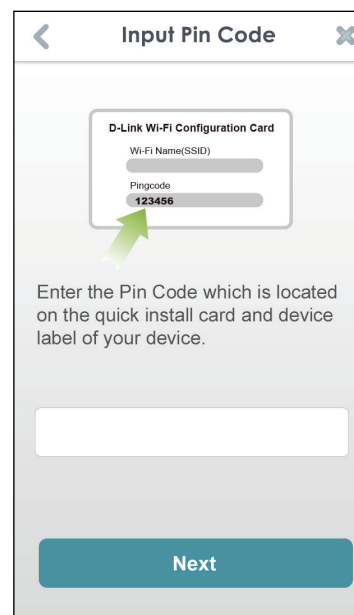 Input Pin Code
D-Link Wi-Fi Configuration Card
Wi-Fi Name(SSID)
Pingcode
123456
Enter the Pin Code which is located
on the quick install card and device
label of your device.
Next